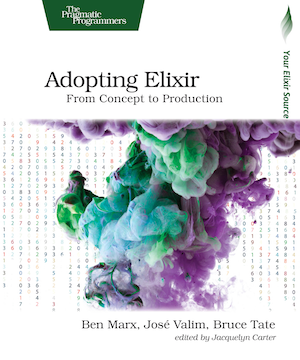 The
Pragmatic
Programmers
Your Elixir Source
Adopting Elixir
From Concept to Production
Ben Marx, José Valim, Bruce Tate
edited by Jacquelyn Carter